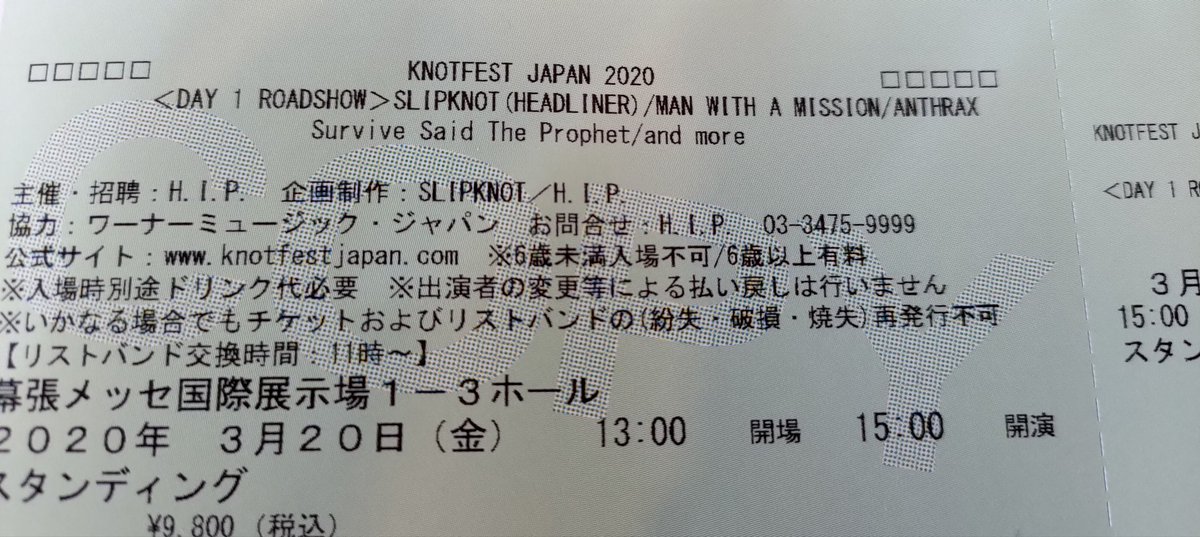 □□□□□ KNOTFEST JAPAN 2020 □□□□□
<DAY 1 ROADSHOW>SLIPKNOT(HEADLINER)/MAN WITH A MISSION/ANTHRAX
Survive Said The Prophet/and more
主催・招聘:H.I.P. 企画制作:SLIPKNOT/H.I.P.
協力:ワーナーミュージック・ジャパン お問合せ:H.I.P. 03-3475-9999
公式サイト:www.knotfestjapan.com ※6歳未満入場不可/6歳以上有料
※入場時別途ドリンク代必要 ※出演者の変更等による払い戻しは行いません
※いかなる場合でもチケットおよびリストバンドの(紛失・破損・焼失)再発行不可
【リストバンド交換時間:11時~】
幕張メッセ国際展示場1-3ホール
2020年 3月20日(金) 13:00 開場 15:00 開演
スタンディング
¥9,800 (税込)
COPY
KNOTFEST J
<DAY 1 ROADS
3月
15:00
スタン